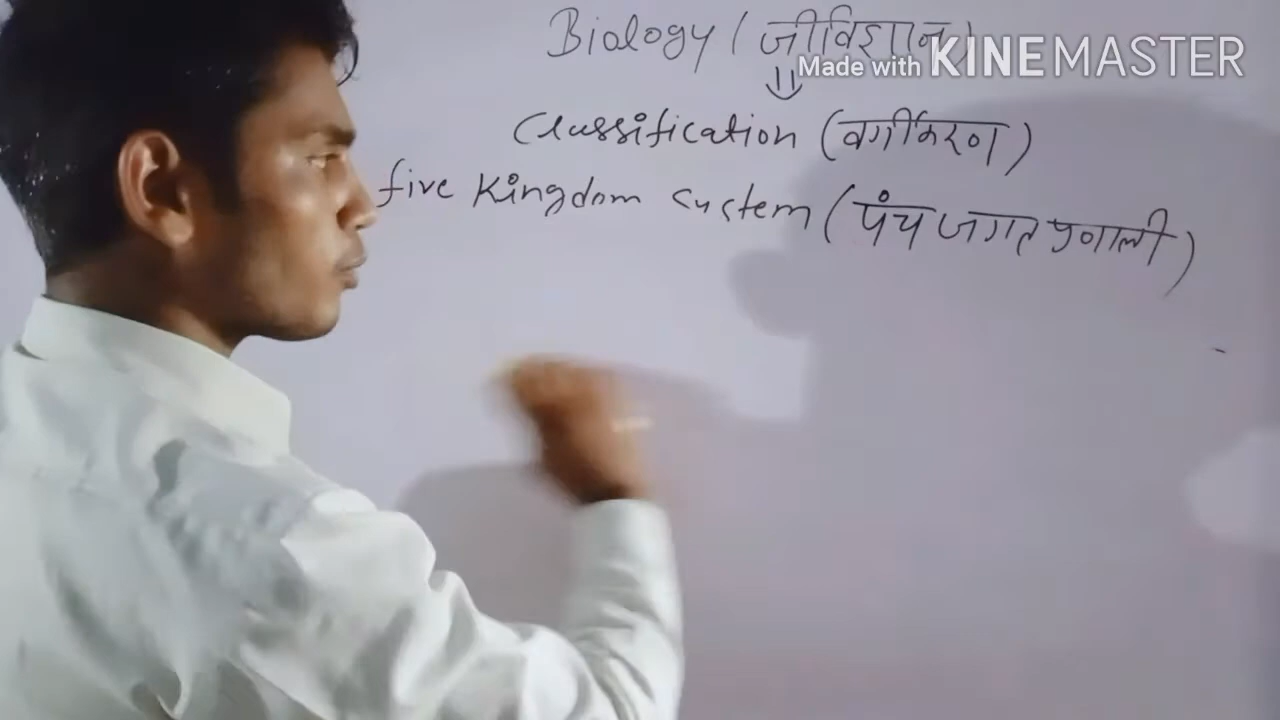 Biology ( जीविज्ञान )
Made with KINEMASTER
Classification (वर्गीकरण)
five Kingdom System (पंच जगत प्रणाली)